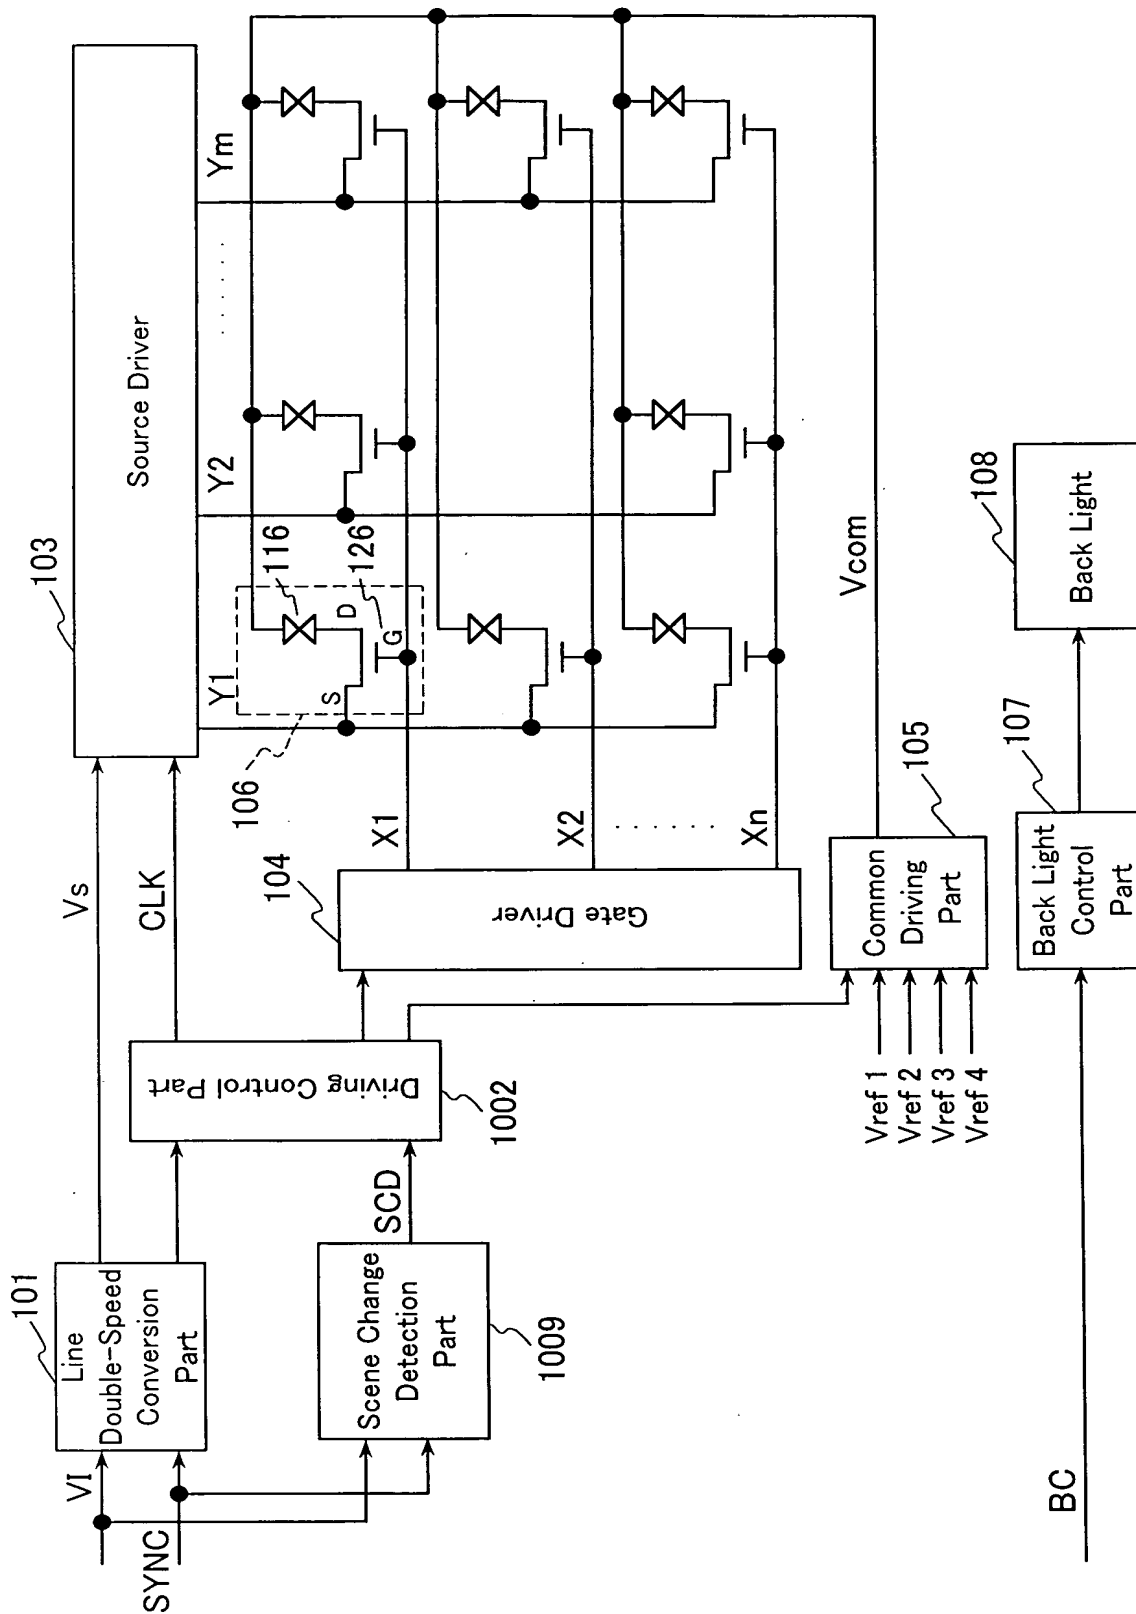 VI
SYNC
101
Line
Double-Speed
Conversion
Part
Scene Change
Detection
Part
1009
SCD
Vs
CLK
Driving Control Part
1002
103
Source Driver
104
Gate Driver
Y1
Y2
· · · · · ·
Ym
106
116
126
S
D
G
X1
X2
· · · · · ·
Xn
Vref 1
Vref 2
Vref 3
Vref 4
Common
Driving
Part
105
Vcom
BC
Back Light
Control
Part
107
Back Light
108